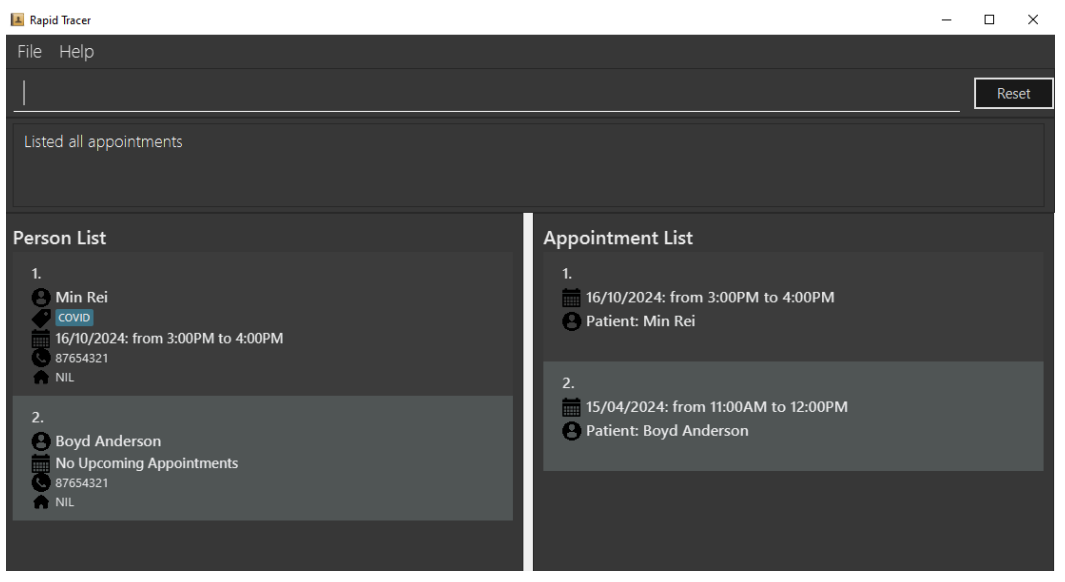 Rapid Tracer
File Help
Reset
Listed all appointments
Person List
1.
Min Rei
COVID
16/10/2024: from 3:00PM to 4:00PM
87654321
NIL
2.
Boyd Anderson
No Upcoming Appointments
87654321
NIL
Appointment List
1.
16/10/2024: from 3:00PM to 4:00PM
Patient: Min Rei
2.
15/04/2024: from 11:00AM to 12:00PM
Patient: Boyd Anderson